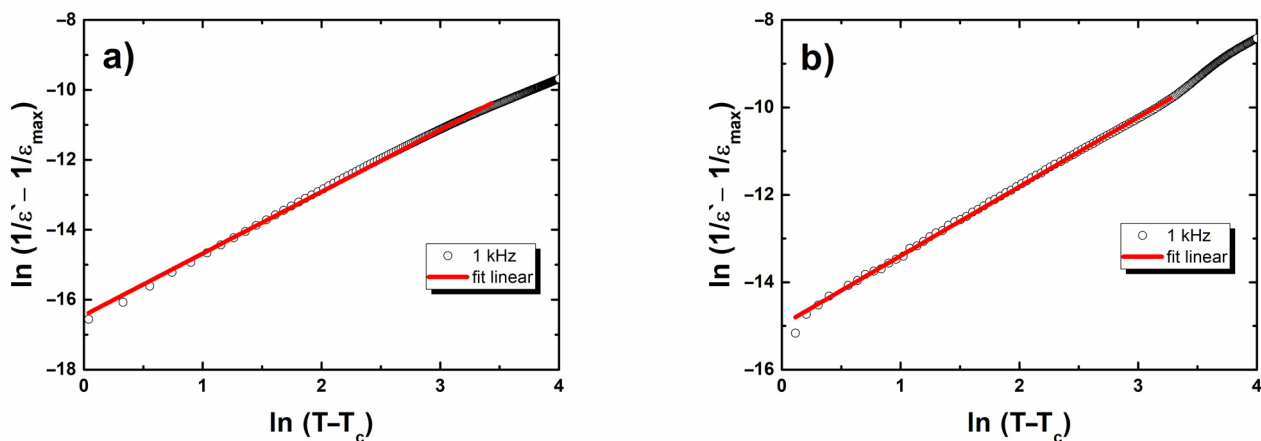 a)
ln (1/ε` – 1/ε_max)
–8
–10
–12
–14
–16
–18
0 1 2 3 4
ln (T–T_c)
1 kHz
fit linear
b)
ln (1/ε` – 1/ε_max)
–8
–10
–12
–14
–16
0 1 2 3 4
ln (T–T_c)
1 kHz
fit linear